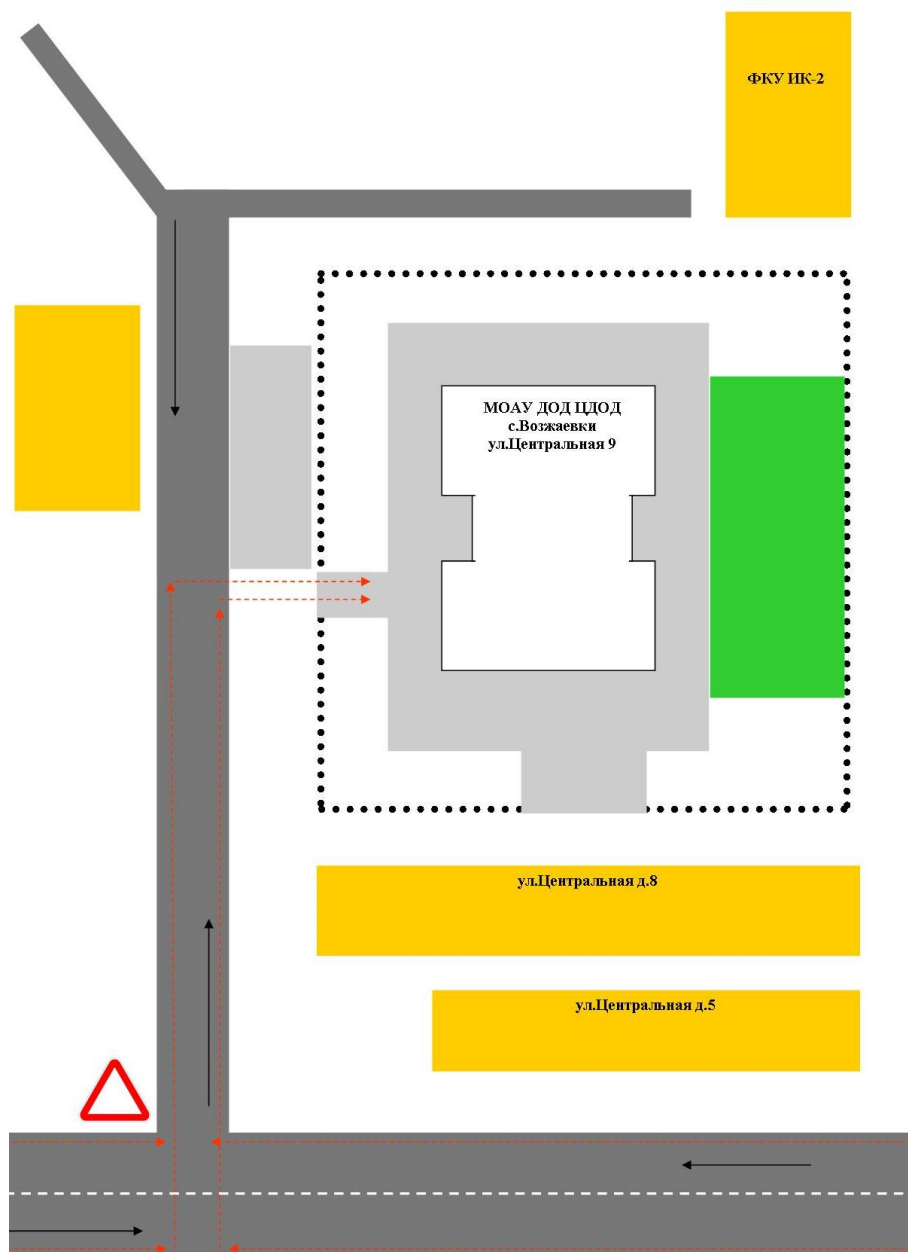 ФКУ ИК-2
МОАУ ДОД ЦДОД
с.Возжаевки
ул.Центральная 9
ул.Центральная д.8
ул.Центральная д.5